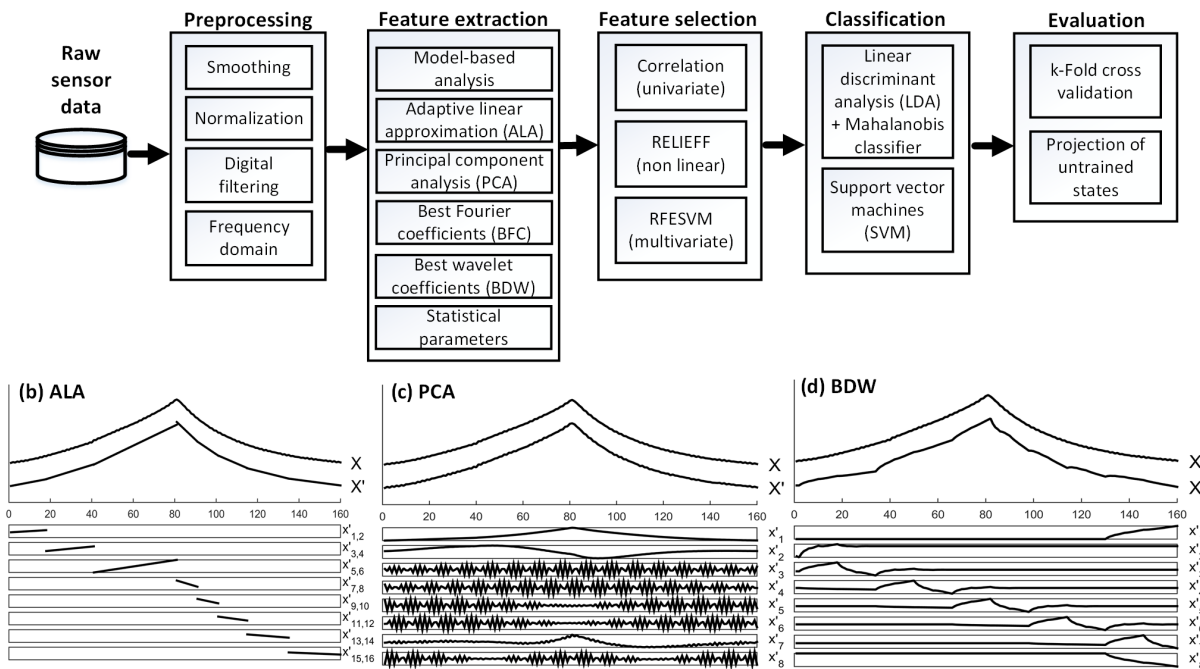 Preprocessing
Feature extraction
Feature selection
Classification
Evaluation
Raw
sensor
data
Smoothing
Normalization
Digital
filtering
Frequency
domain
Model-based
analysis
Adaptive linear
approximation (ALA)
Principal component
analysis (PCA)
Best Fourier
coefficients (BFC)
Best wavelet
coefficients (BDW)
Statistical
parameters
Correlation
(univariate)
RELIEFF
(non linear)
RFESVM
(multivariate)
Linear
discriminant
analysis (LDA)
+ Mahalanobis
classifier
Support vector
machines
(SVM)
k-Fold cross
validation
Projection of
untrained
states
(b) ALA
X
X'
0 20 40 60 80 100 120 140 160
x'1,2
x'3,4
x'5,6
x'7,8
x'9,10
x'11,12
x'13,14
x'15,16
(c) PCA
X
X'
0 20 40 60 80 100 120 140 160
x'1
x'2
x'3
x'4
x'5
x'6
x'7
x'8
(d) BDW
X
X'
0 20 40 60 80 100 120 140 160
x'
x'
x'
x'
x'
x'
x'
x'